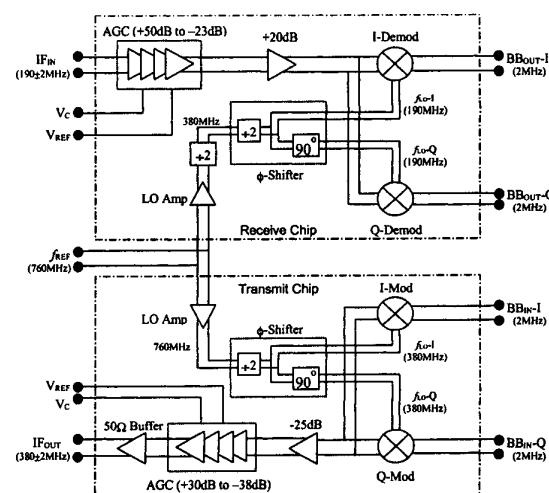 AGC (+50dB to –23dB)
+20dB
I-Demod
IF_IN
(190±2MHz)
BB_OUT-I
(2MHz)
V_C
V_REF
380MHz
÷2
÷2
90°
f_LO-I
(190MHz)
f_LO-Q
(190MHz)
ϕ-Shifter
LO Amp
BB_OUT-Q
(2MHz)
Q-Demod
Receive Chip
f_REF
(760MHz)
Transmit Chip
I-Mod
LO Amp
ϕ-Shifter
760MHz
BB_IN-I
(2MHz)
÷2
90°
f_LO-I
(380MHz)
f_LO-Q
(380MHz)
V_REF
V_C
50Ω Buffer
-25dB
IF_OUT
(380±2MHz)
BB_IN-Q
(2MHz)
Q-Mod
AGC (+30dB to –38dB)